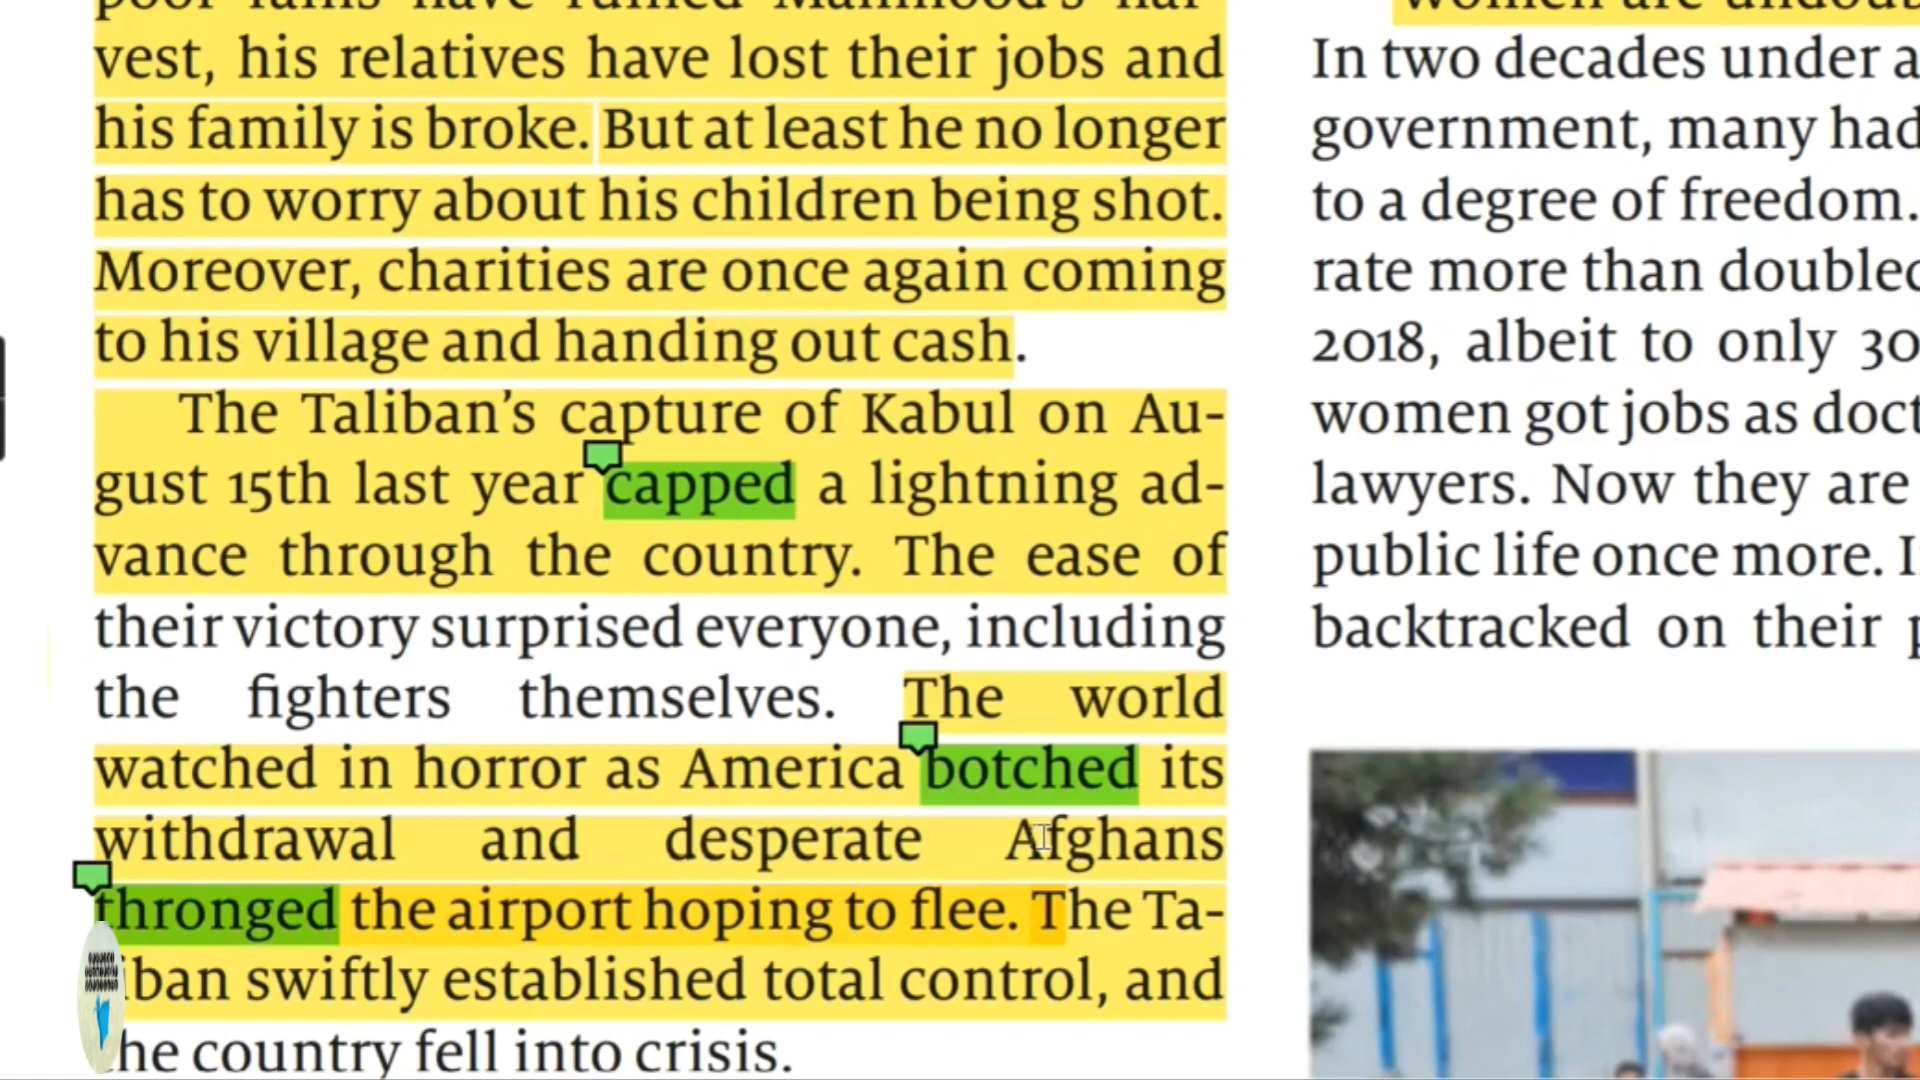 vest, his relatives have lost their jobs and
his family is broke. But at least he no longer
has to worry about his children being shot.
Moreover, charities are once again coming
to his village and handing out cash.
The Taliban's capture of Kabul on Au-
gust 15th last year capped a lightning ad-
vance through the country. The ease of
their victory surprised everyone, including
the fighters themselves. The world
watched in horror as America botched its
withdrawal and desperate Afghans
thronged the airport hoping to flee. The Ta-
iban swiftly established total control, and
he country fell into crisis.
women are
In two decades under a
government, many had
to a degree of freedom.
rate more than doubled
2018, albeit to only 30
women got jobs as doct
lawyers. Now they are
public life once more. I
backtracked on their p